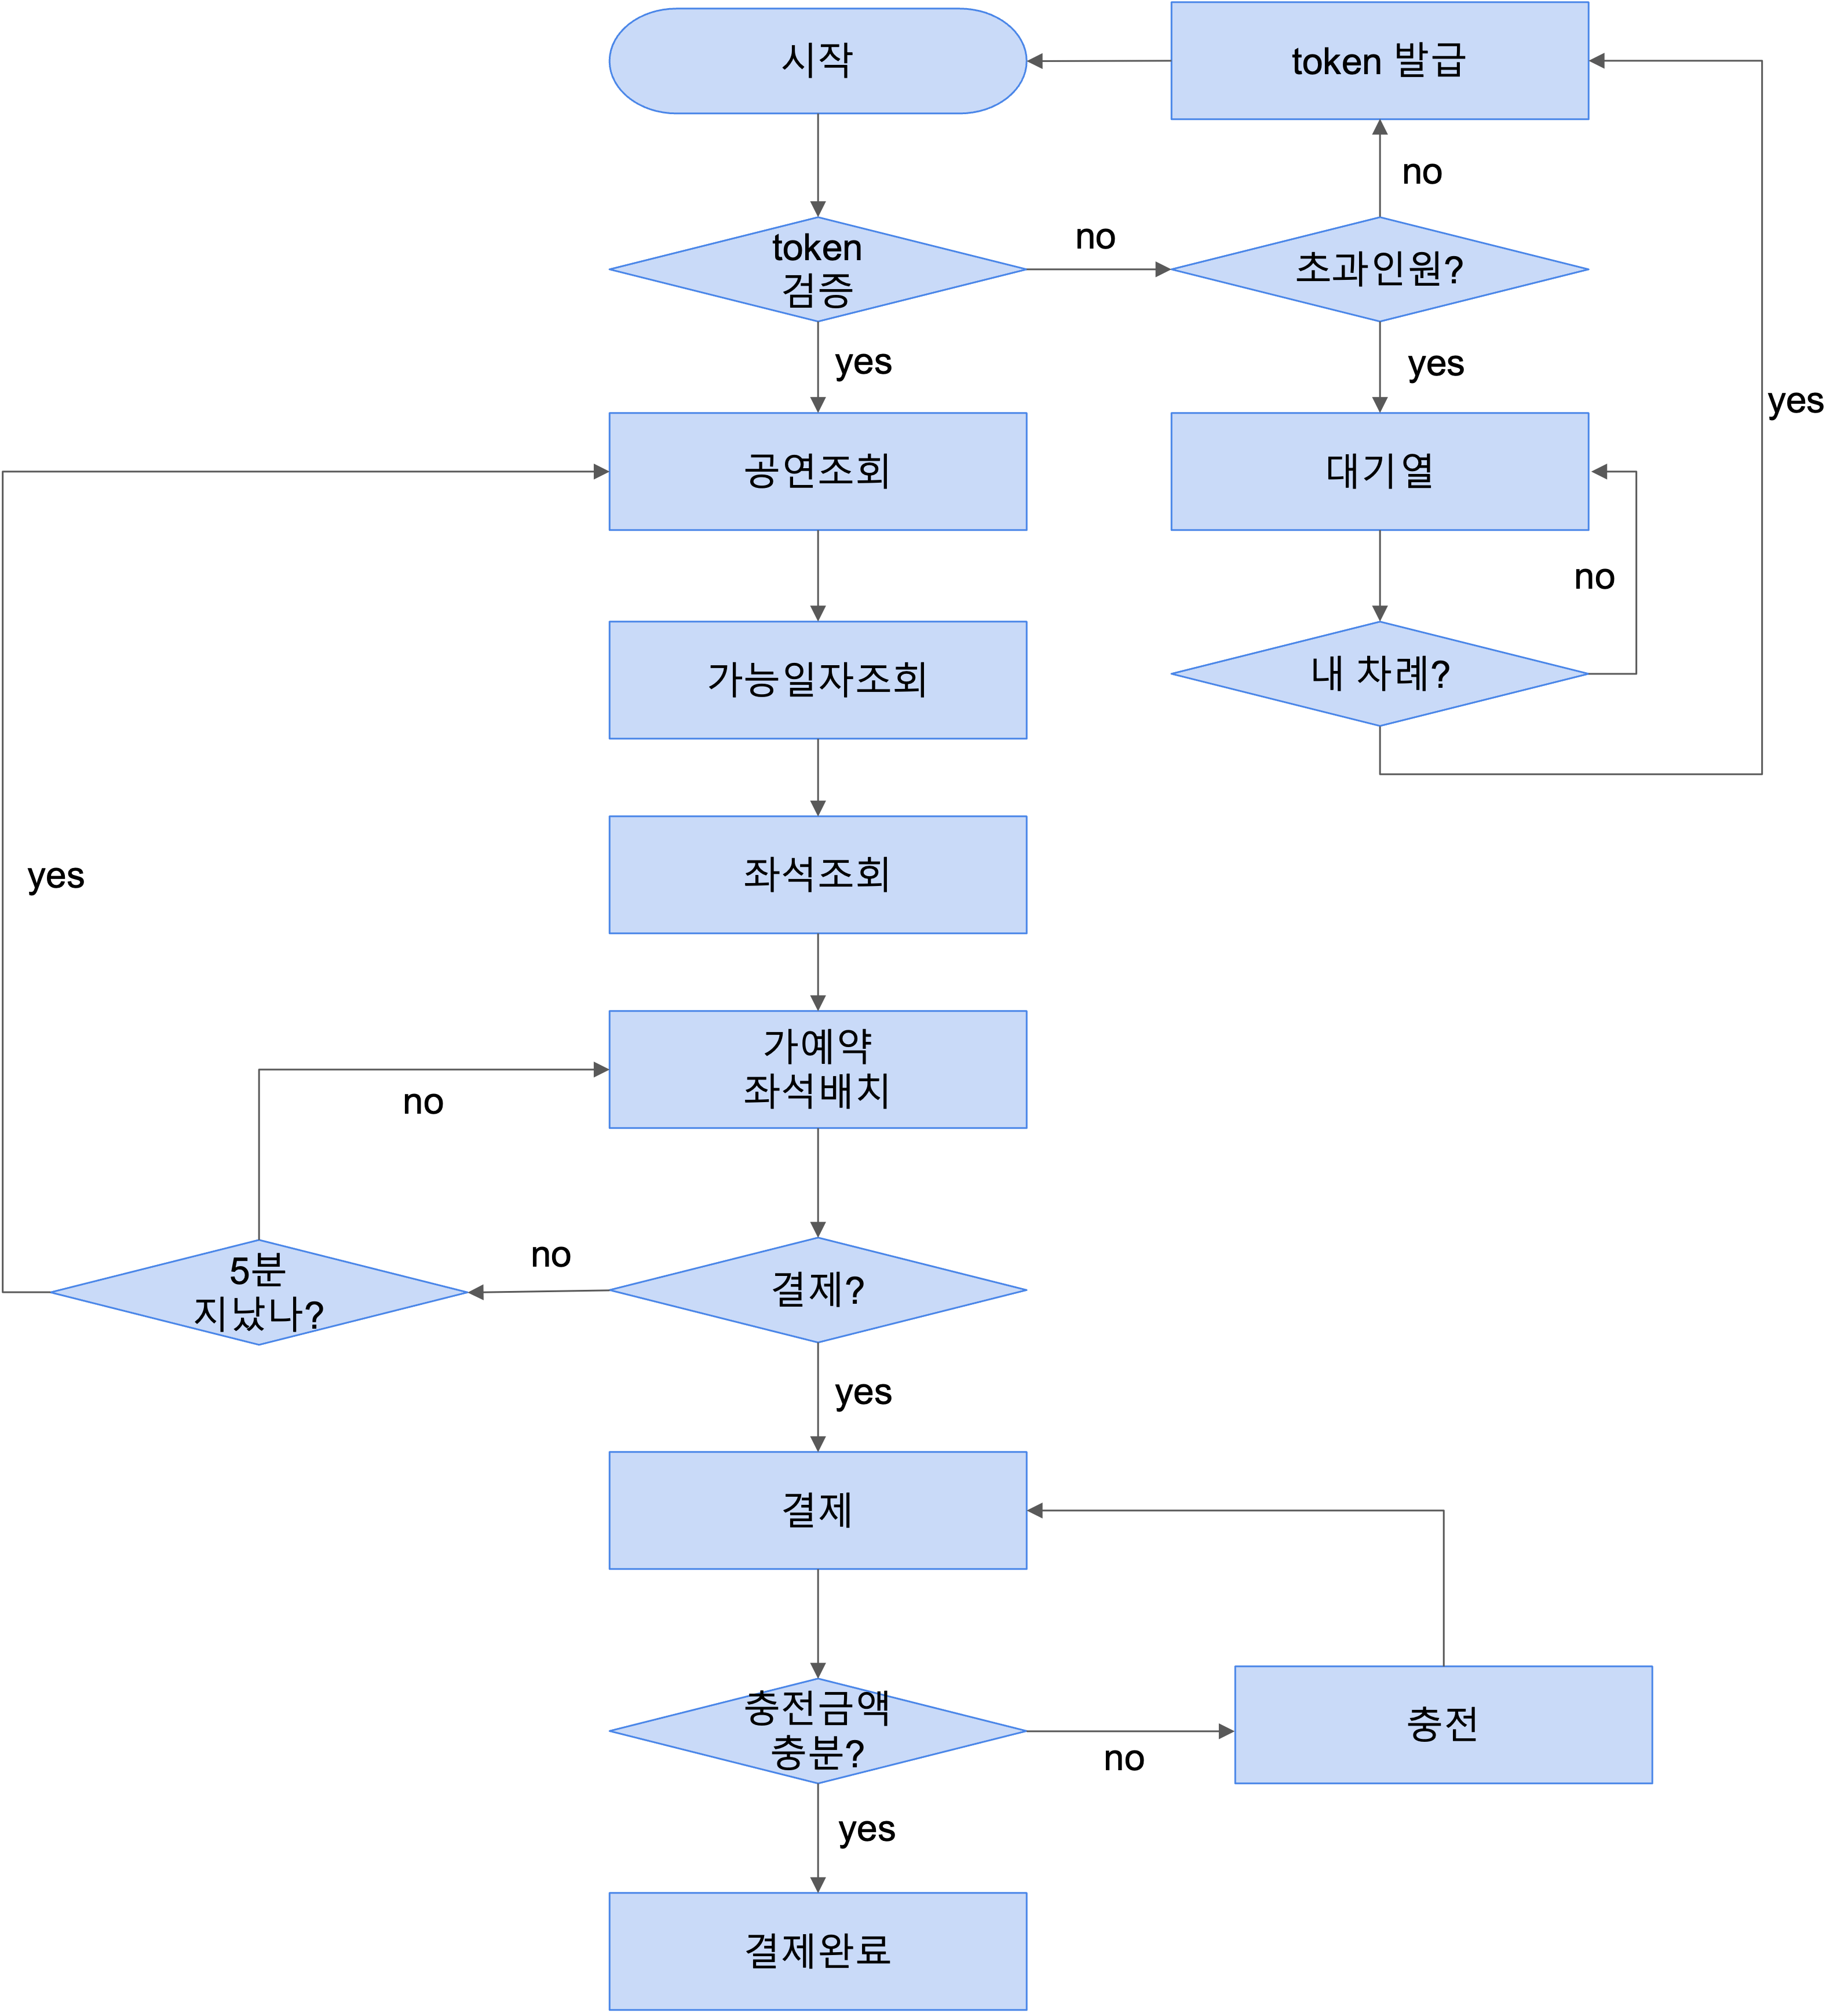 시작
token 발급
no
token
검증
no
초과인원?
yes
yes
yes
공연조회
대기열
no
가능일자조회
내 차례?
yes
좌석조회
가예약
좌석배치
no
5분
지났나?
no
결제?
yes
결제
충전금액
충분?
no
충전
yes
결제완료